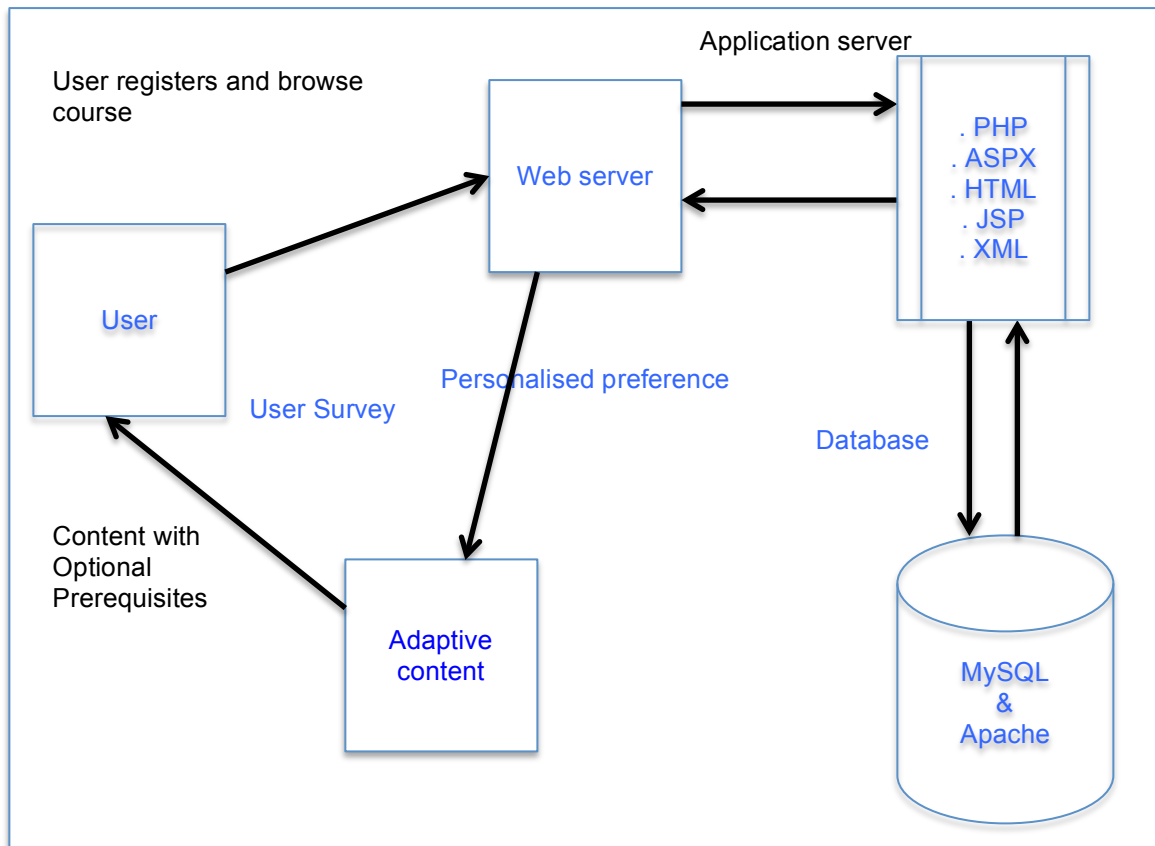 Application server
User registers and browse
course
. PHP
. ASPX
. HTML
. JSP
. XML
Web server
User
Personalised preference
User Survey
Database
Content with
Optional
Prerequisites
Adaptive
content
MySQL
&
Apache